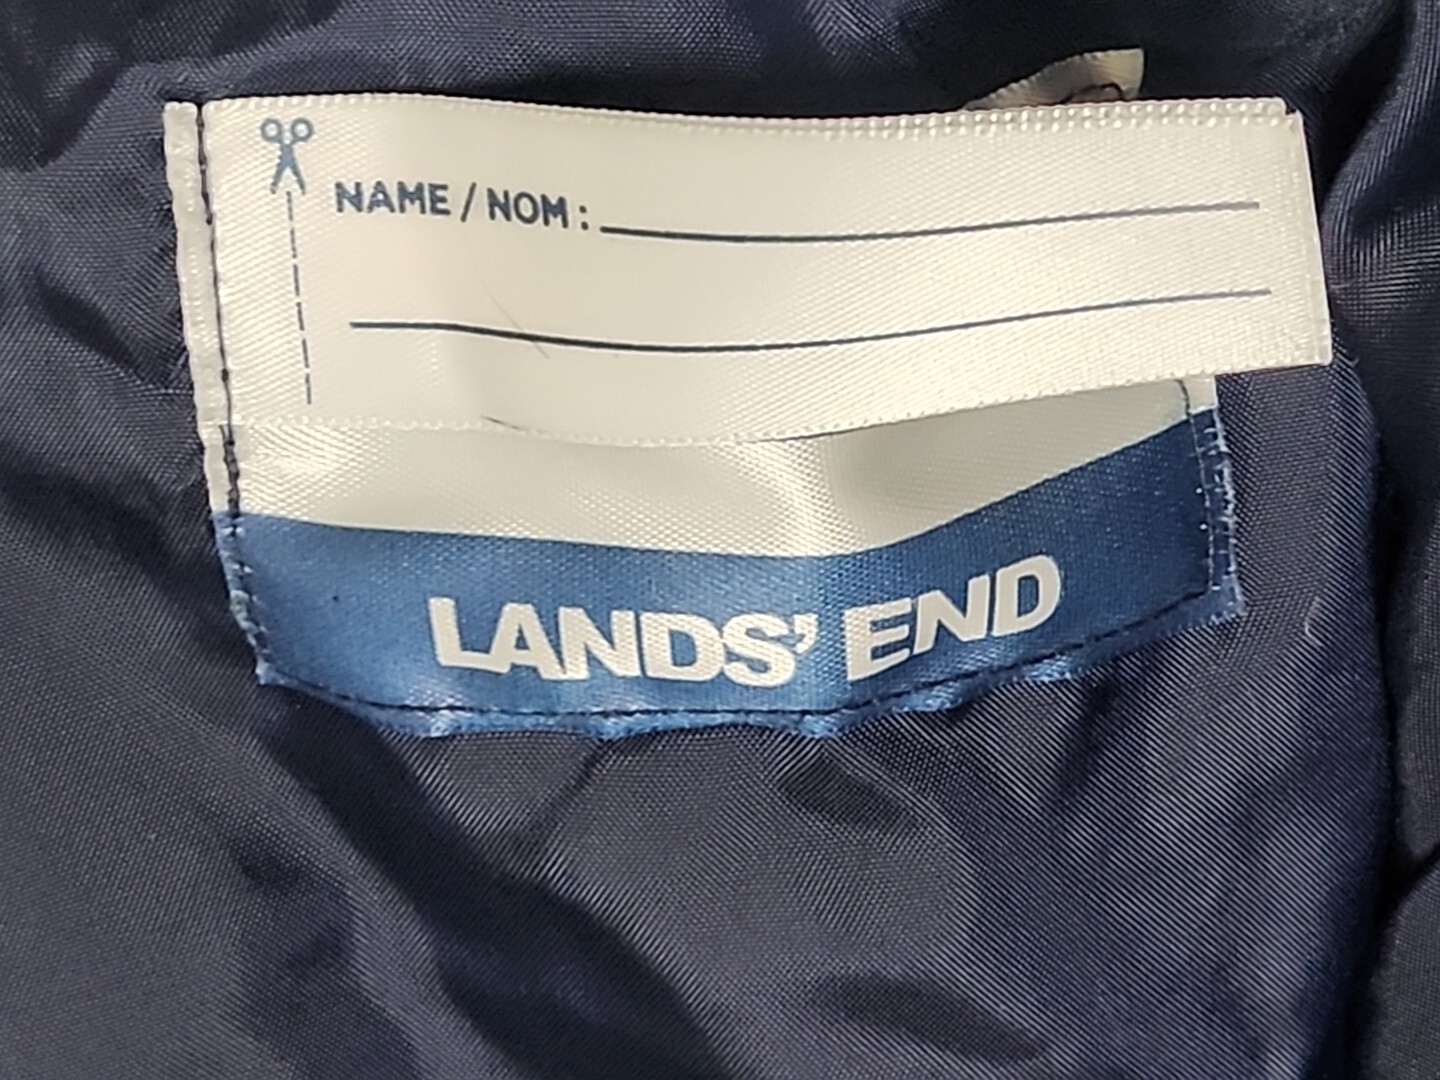 NAME / NOM :
LANDS' END